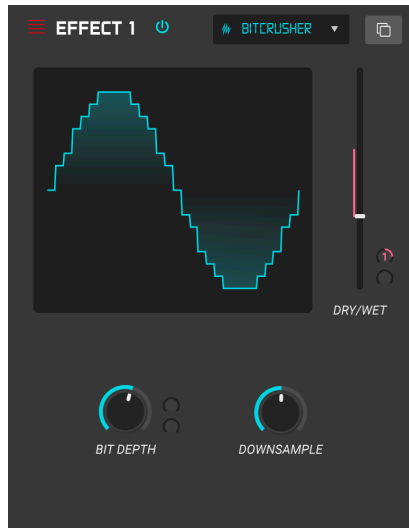 EFFECT 1
BITCRUSHER
1
DRY/WET
BIT DEPTH
DOWNSAMPLE